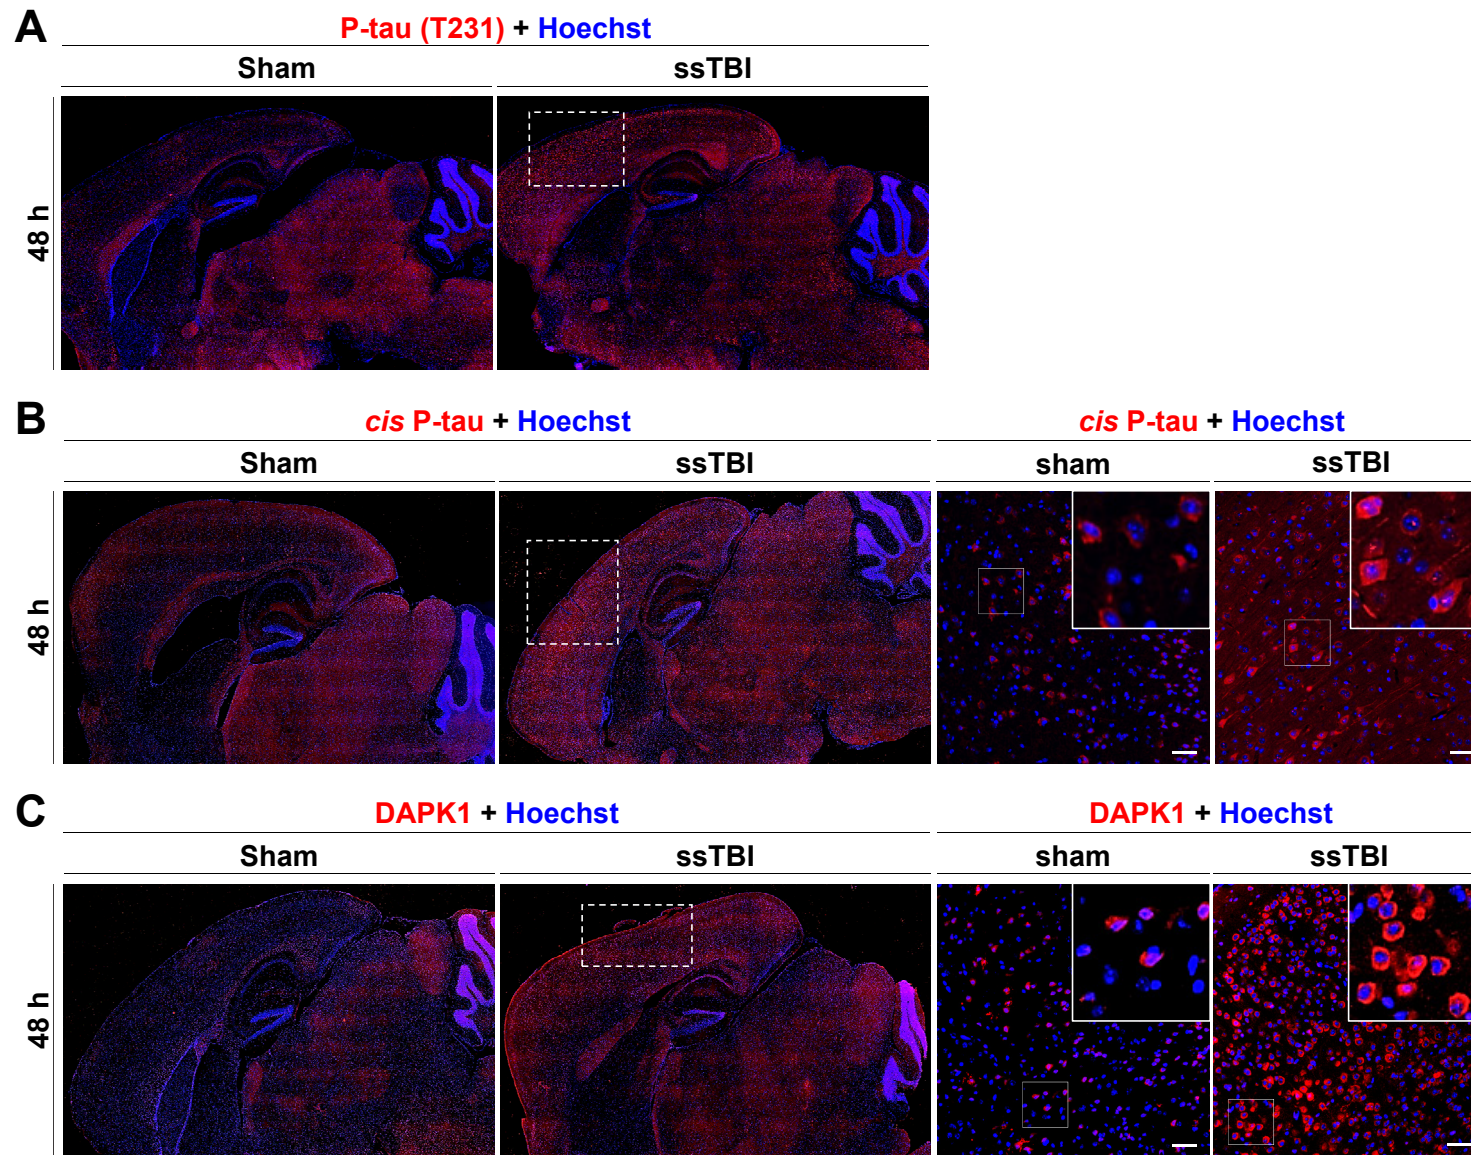 A
P-tau (T231) + Hoechst
Sham ssTBI
48 h
B
cis P-tau + Hoechst cis P-tau + Hoechst
Sham ssTBI sham ssTBI
48 h
C
DAPK1 + Hoechst DAPK1 + Hoechst
Sham ssTBI sham ssTBI
48 h